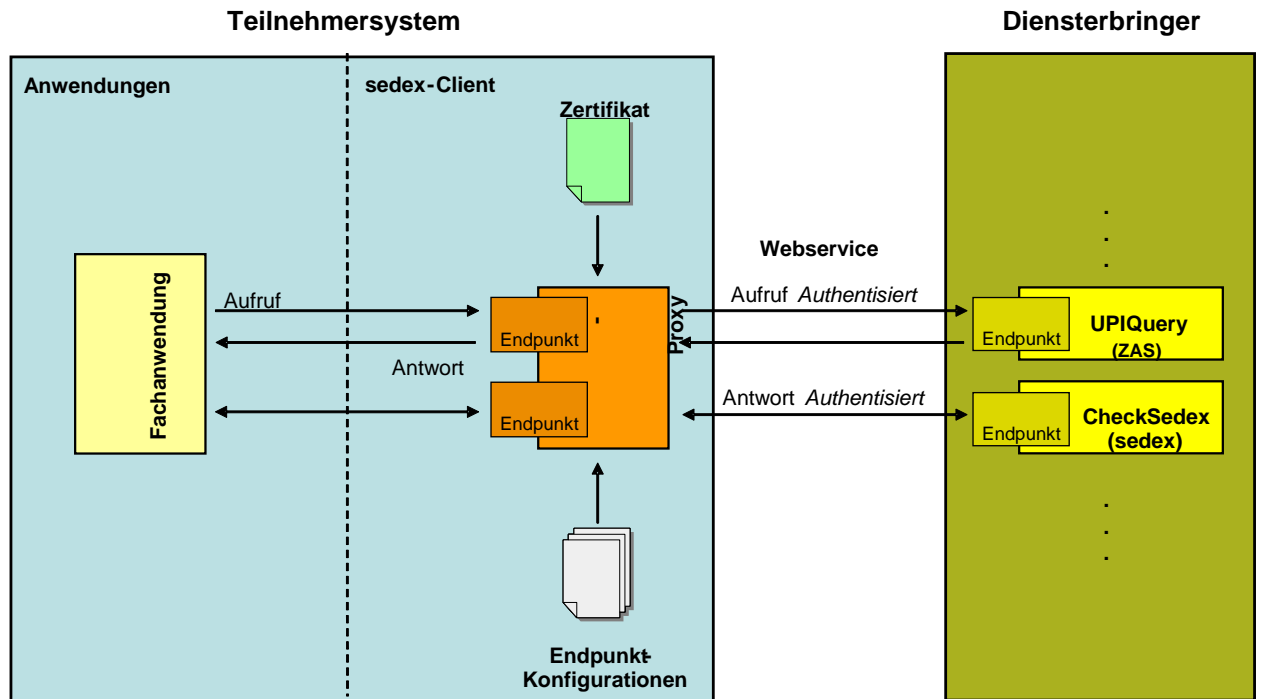 Teilnehmersystem
Diensterbringer
Anwendungen
sedex-Client
Zertifikat
Webservice
Fachanwendung
Aufruf
Antwort
Endpunkt
Endpunkt
Proxy
Aufruf Authentisiert
Antwort Authentisiert
Endpunkt
UPIQuery
(ZAS)
Endpunkt
CheckSedex
(sedex)
Endpunkt-
Konfigurationen